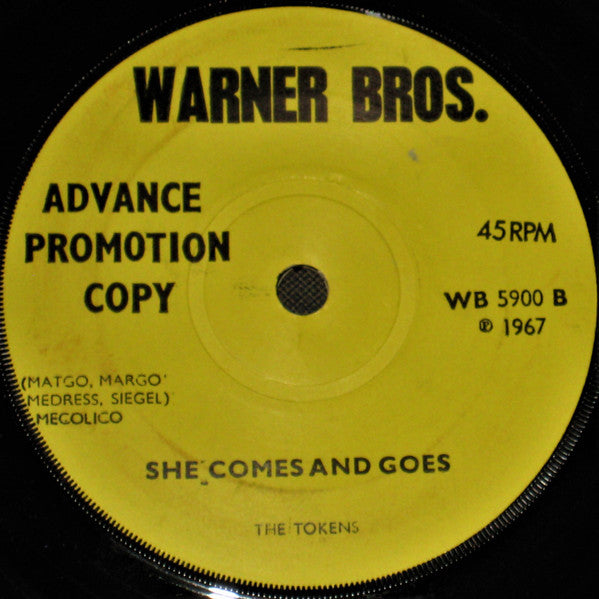 WARNER BROS.
ADVANCE
PROMOTION
COPY
45 RPM
WB 5900 B
℗ 1967
(MATGO, MARGO
MEDRESS, SIEGEL)
MECOLICO
SHE COMES AND GOES
THE TOKENS